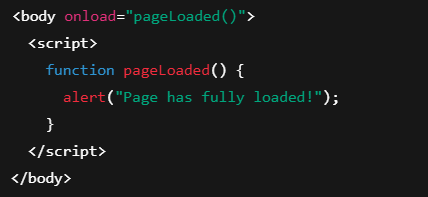 <body onload="pageLoaded()">
  <script>
    function pageLoaded() {
      alert("Page has fully loaded!");
    }
  </script>
</body>